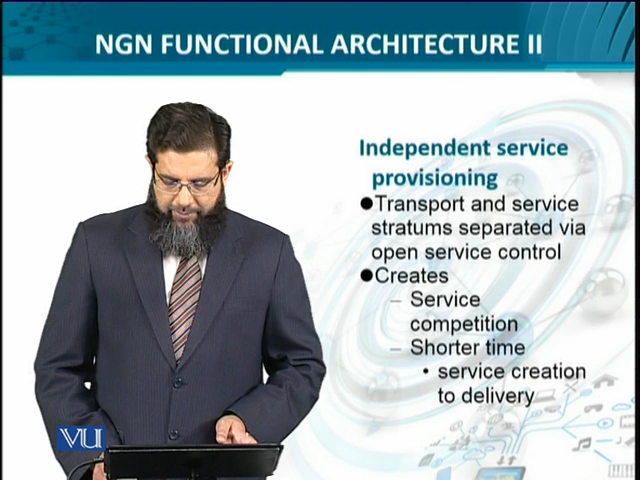 NGN FUNCTIONAL ARCHITECTURE II
Independent service
provisioning
●Transport and service
stratums separated via
open service control
●Creates
– Service
competition
– Shorter time
• service creation
to delivery
VU